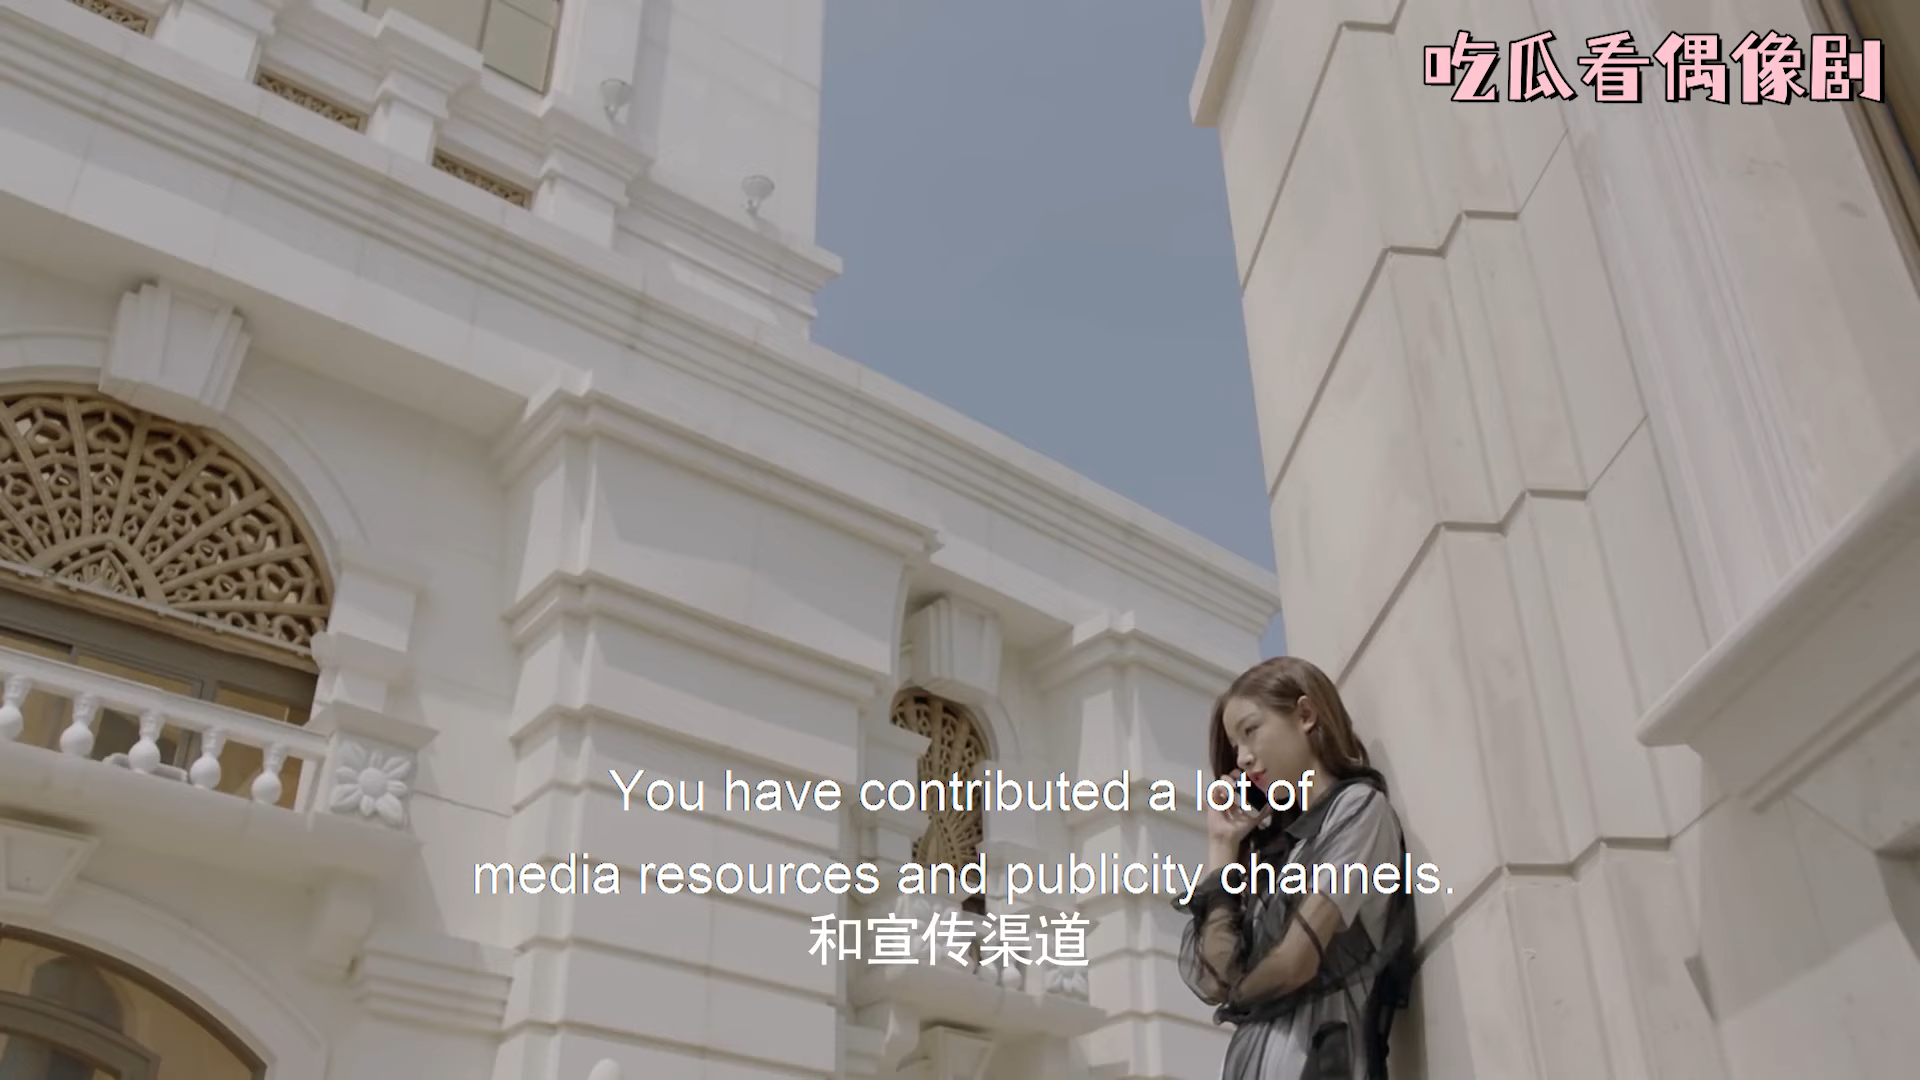 吃瓜看偶像剧
You have contributed a lot of
media resources and publicity channels.
和宣传渠道